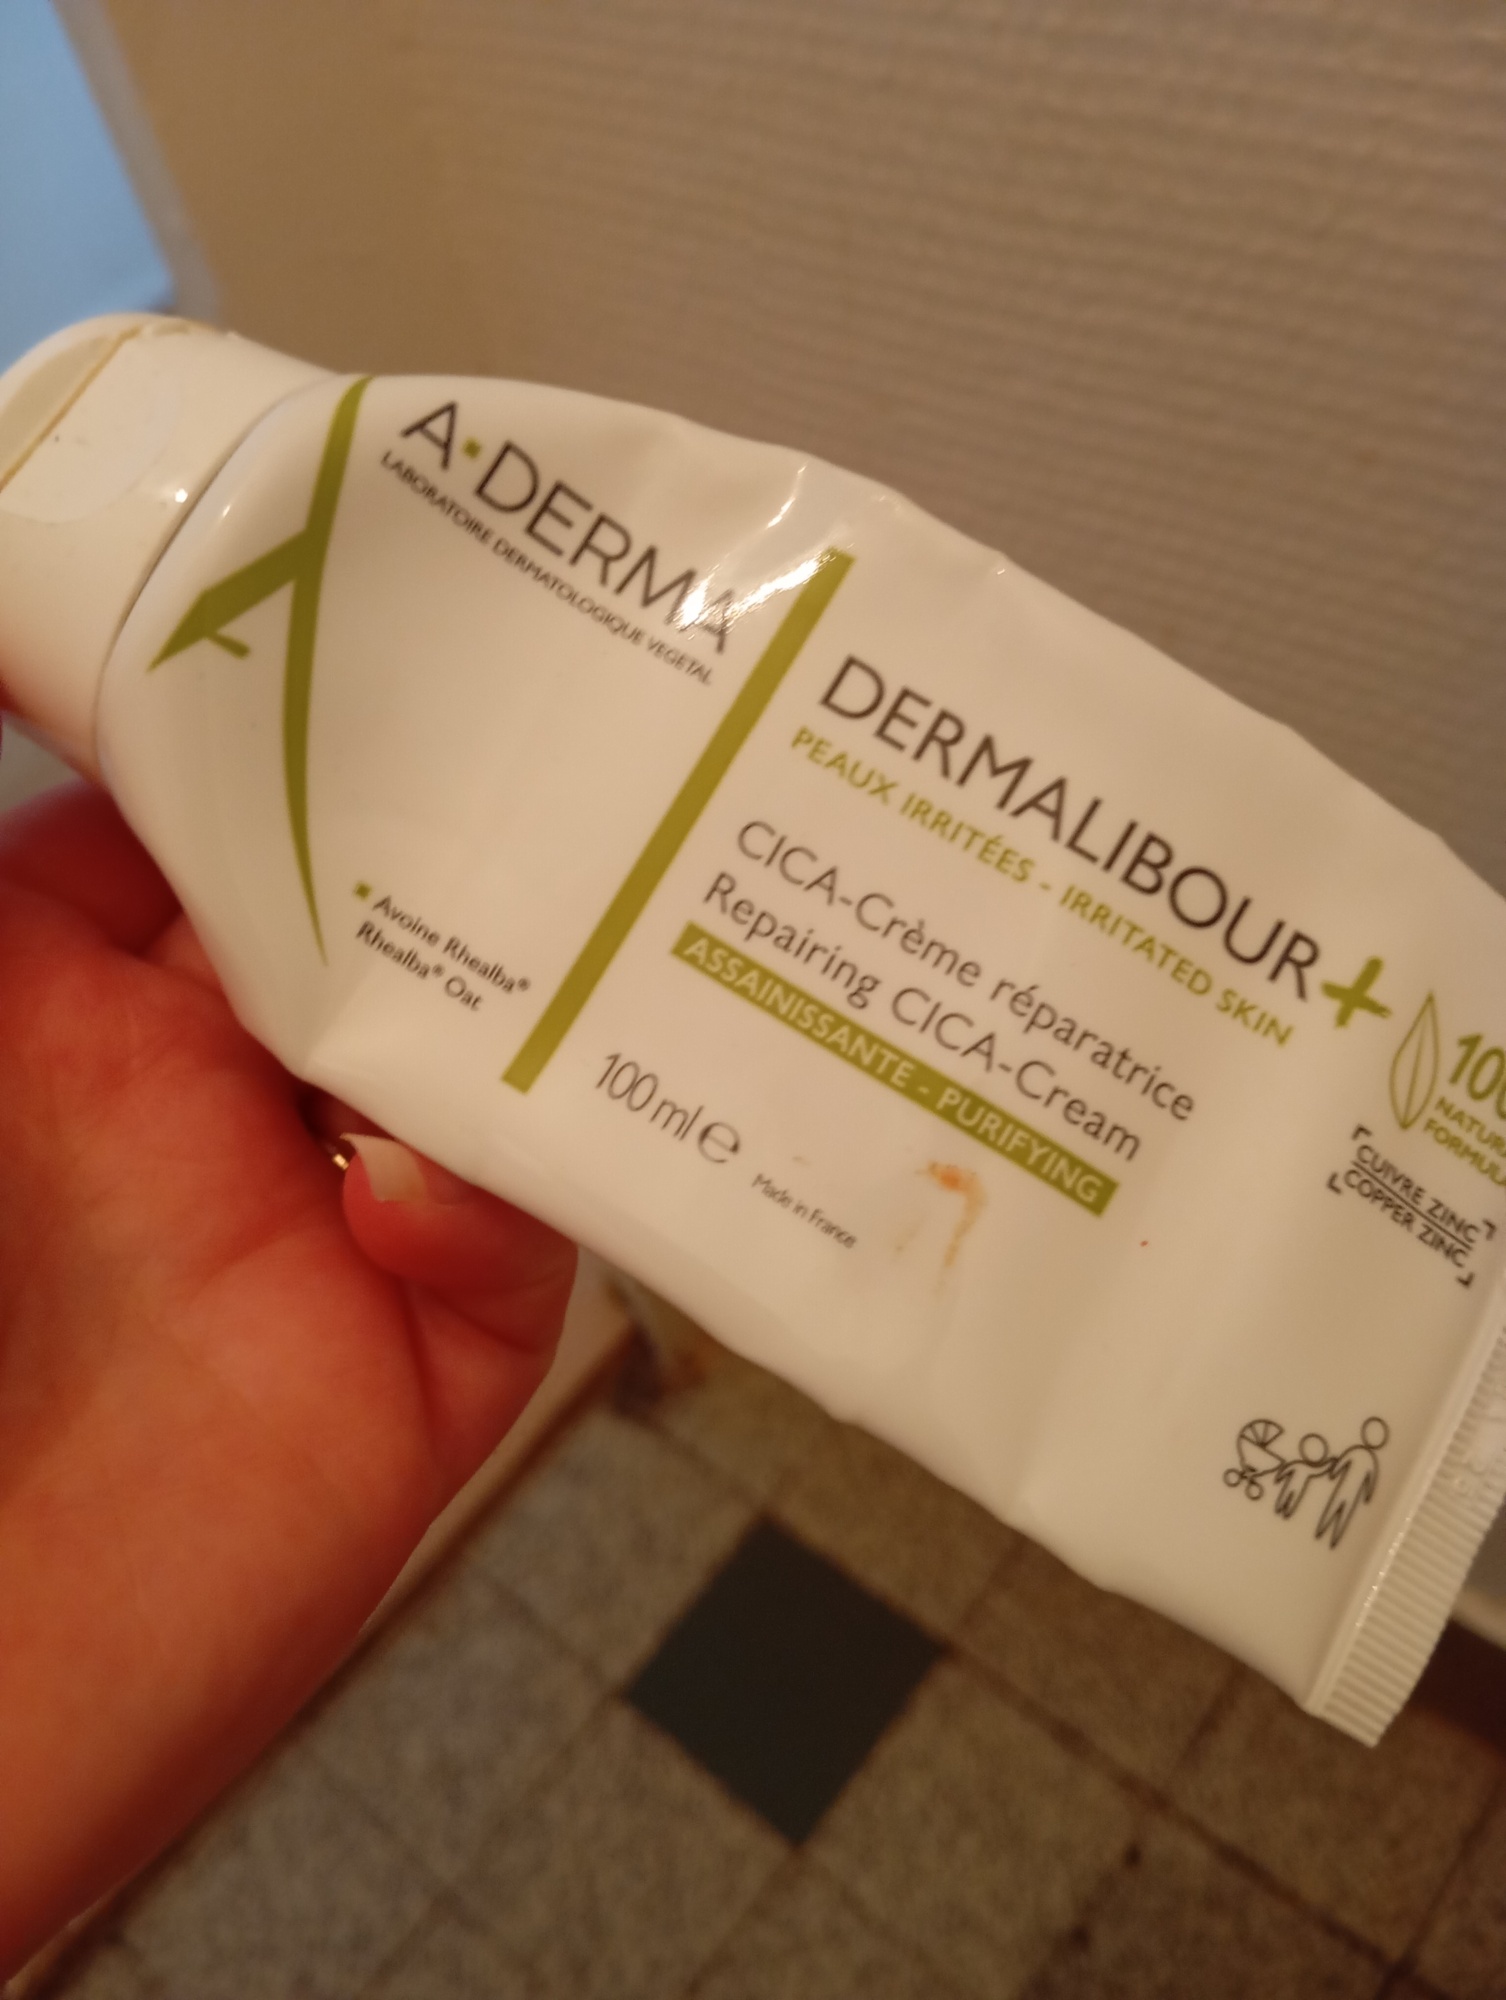 A·DERMA
LABORATOIRE DERMATOLOGIQUE VEGETAL
Avoine Rhealba®
Rhealba® Oat
DERMALIBOUR+
PEAUX IRRITÉES - IRRITATED SKIN
CICA-Crème réparatrice
Repairing CICA-Cream
ASSAINISSANTE - PURIFYING
100 ml e
Made in France
CUIVRE ZINC
COPPER ZINC